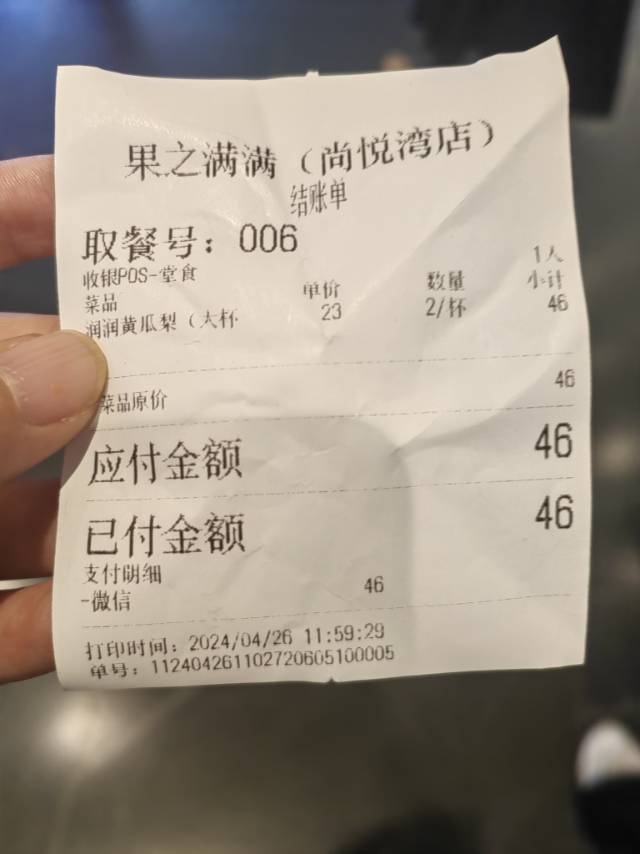 果之满满（尚悦湾店）
结账单
取餐号：006
收银POS-堂食 1人
菜品 单价 数量 小计
润润黄瓜梨（大杯 23 2/杯 46
菜品原价 46
应付金额 46
已付金额 46
支付明细
-微信 46
打印时间：2024/04/26 11:59:29
单号：112404261102720605100005